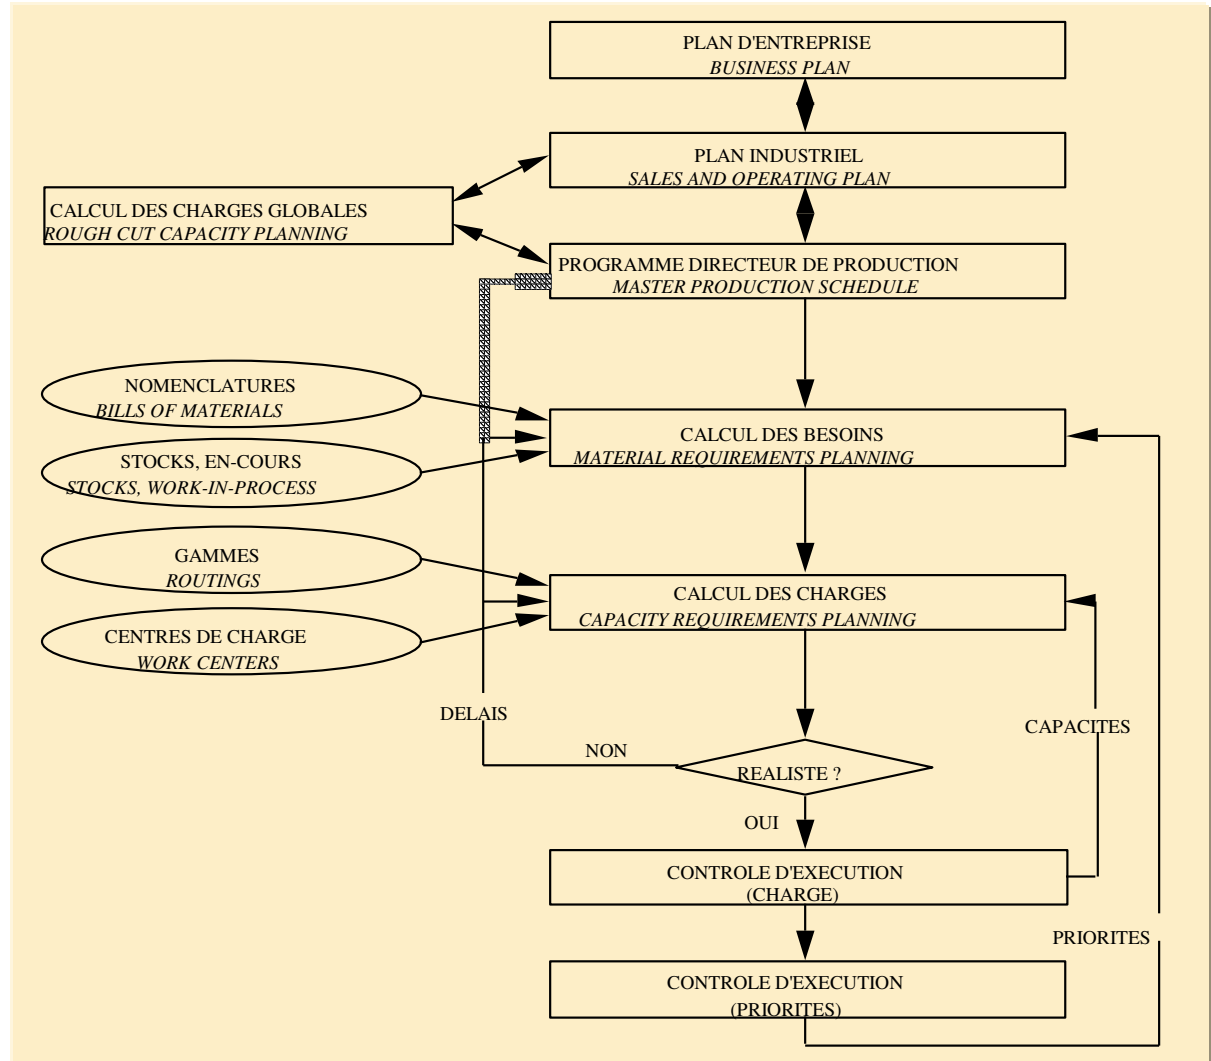 PLAN D'ENTREPRISE
BUSINESS PLAN
PLAN INDUSTRIEL
SALES AND OPERATING PLAN
CALCUL DES CHARGES GLOBALES
ROUGH CUT CAPACITY PLANNING
PROGRAMME DIRECTEUR DE PRODUCTION
MASTER PRODUCTION SCHEDULE
NOMENCLATURES
BILLS OF MATERIALS
CALCUL DES BESOINS
MATERIAL REQUIREMENTS PLANNING
STOCKS, EN-COURS
STOCKS, WORK-IN-PROCESS
GAMMES
ROUTINGS
CALCUL DES CHARGES
CAPACITY REQUIREMENTS PLANNING
CENTRES DE CHARGE
WORK CENTERS
DELAIS
CAPACITES
NON
REALISTE ?
OUI
CONTROLE D'EXECUTION
(CHARGE)
PRIORITES
CONTROLE D'EXECUTION
(PRIORITES)